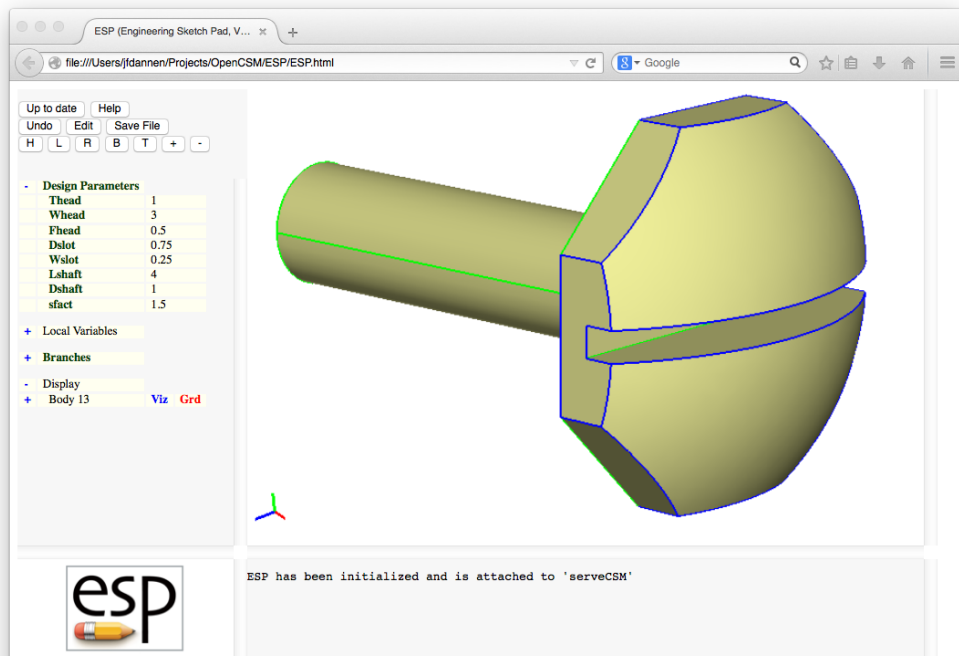 ESP (Engineering Sketch Pad, V... × +
file:///Users/jfdannen/Projects/OpenCSM/ESP/ESP.html
8 Google
Up to date Help
Undo Edit Save File
H L R B T + -
- Design Parameters
Thead 1
Whead 3
Fhead 0.5
Dslot 0.75
Wslot 0.25
Lshaft 4
Dshaft 1
sfact 1.5
+ Local Variables
+ Branches
- Display
+ Body 13 Viz Grd
esp
ESP has been initialized and is attached to 'serveCSM'